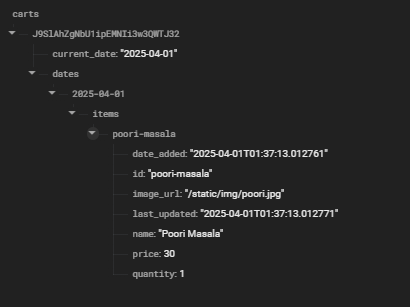 carts
J9SlAhZgNbU1ipEMNIi3w3QWTJ32
current_date: "2025-04-01"
dates
2025-04-01
items
poori-masala
date_added: "2025-04-01T01:37:13.012761"
id: "poori-masala"
image_url: "/static/img/poori.jpg"
last_updated: "2025-04-01T01:37:13.012771"
name: "Poori Masala"
price: 30
quantity: 1